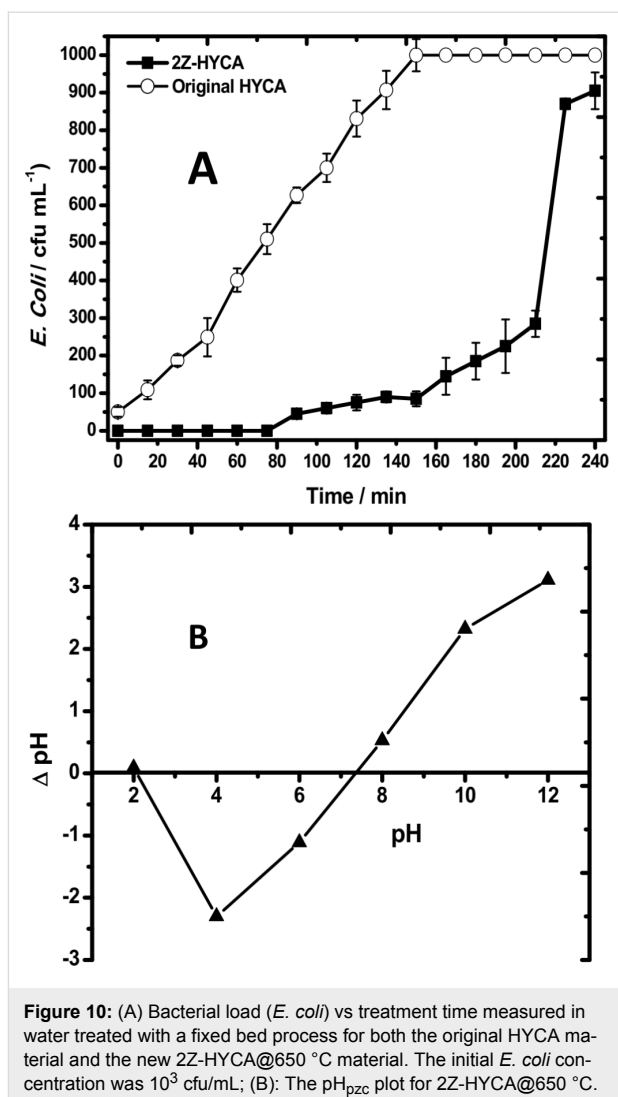 1000
2Z-HYCA
Original HYCA
900
800
A
700
600
500
400
300
200
100
0
E. Coli / cfu mL⁻¹
0 20 40 60 80 100 120 140 160 180 200 220 240
Time / min
4
3
B
2
1
0
2 4 6 8 10 12
pH
-1
-2
-3
Δ pH
Figure 10: (A) Bacterial load (E. coli) vs treatment time measured in
water treated with a fixed bed process for both the original HYCA ma-
terial and the new 2Z-HYCA@650 °C material. The initial E. coli con-
centration was 10³ cfu/mL; (B): The pHpzc plot for 2Z-HYCA@650 °C.